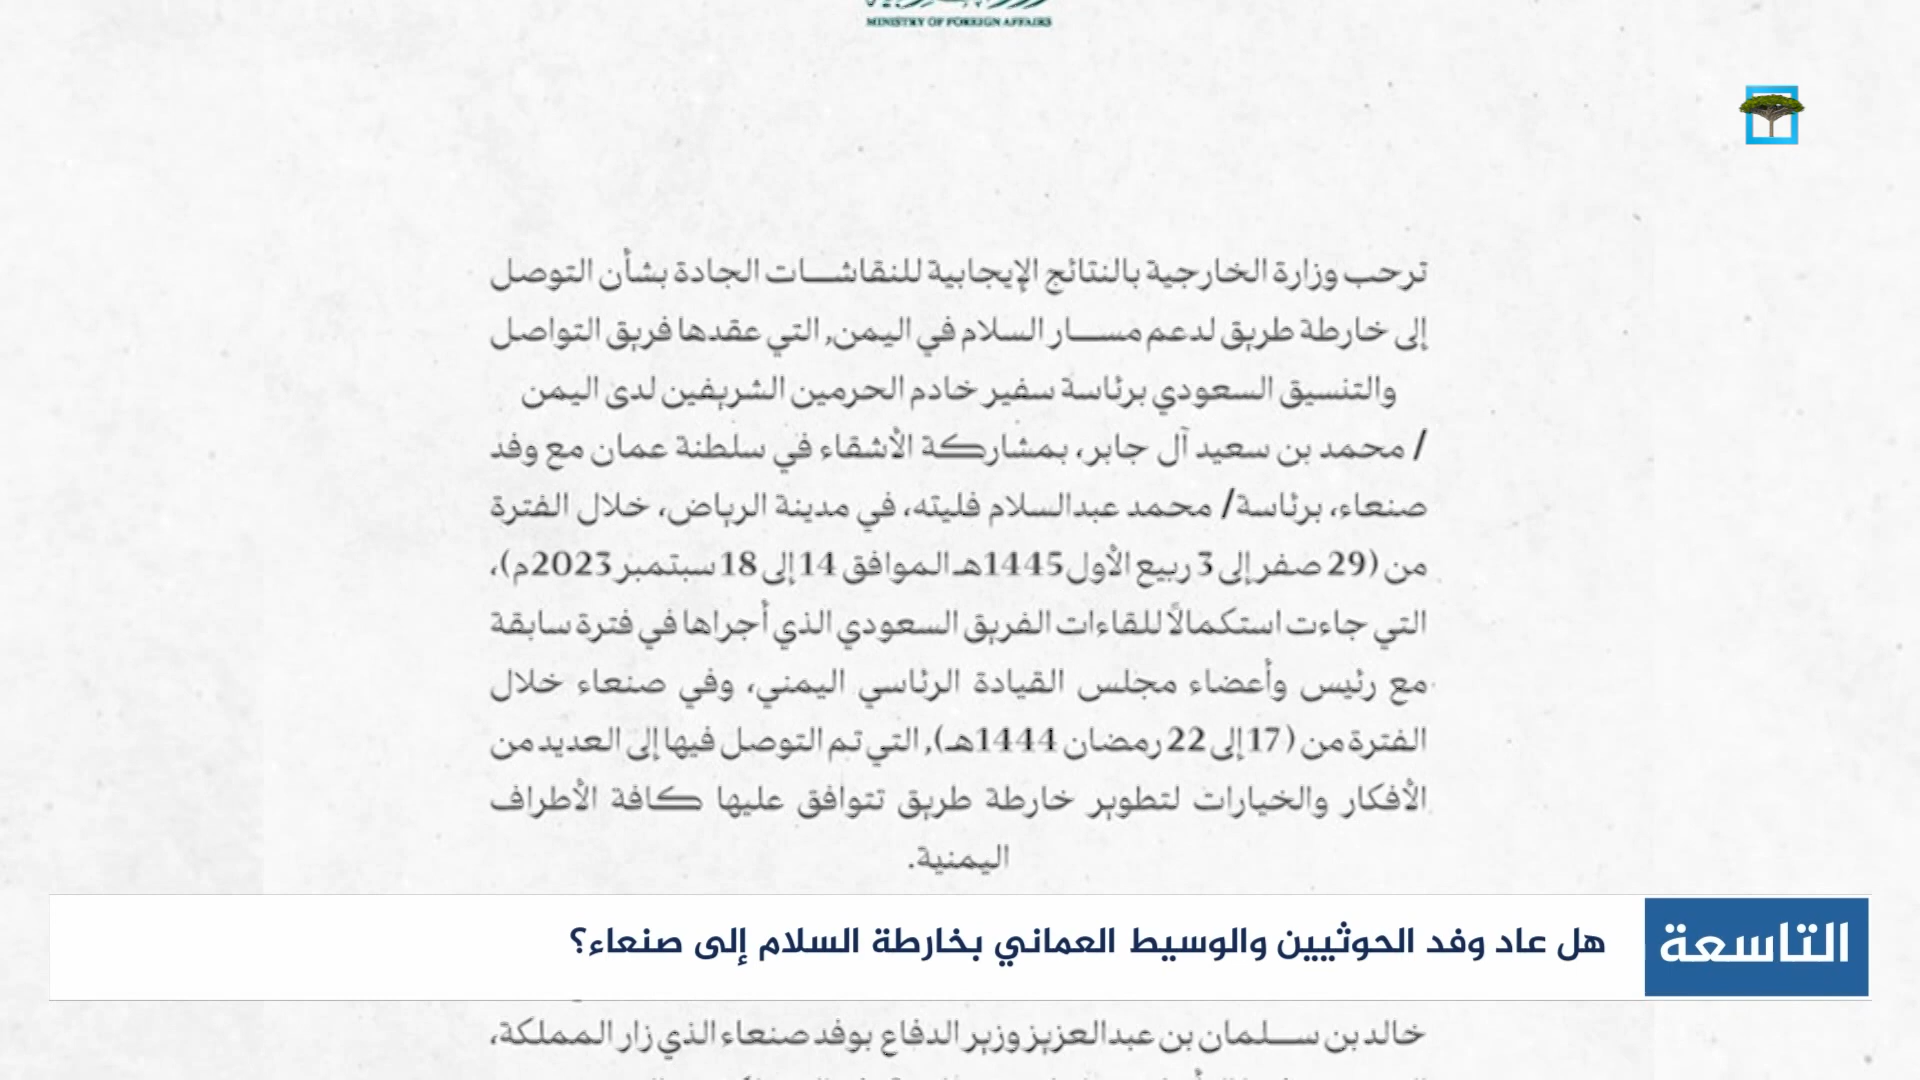 MINISTRY OF FOREIGN AFFAIRS
ترحب وزارة الخارجية بالنتائج الإيجابية للنقاشات الجادة بشأن التوصل
إلى خارطة طريق لدعم مسار السلام في اليمن, التي عقدها فريق التواصل
والتنسيق السعودي برئاسة سفير خادم الحرمين الشريفين لدى اليمن
/ محمد بن سعيد آل جابر، بمشاركة الأشقاء في سلطنة عمان مع وفد
صنعاء، برئاسة/ محمد عبدالسلام فليته، في مدينة الرياض، خلال الفترة
من (29 صفر إلى 3 ربيع الأول 1445هـ الموافق 14 إلى 18 سبتمبر 2023م)،
التي جاءت استكمالًا للقاءات الفريق السعودي الذي أجراها في فترة سابقة
مع رئيس وأعضاء مجلس القيادة الرئاسي اليمني، وفي صنعاء خلال
الفترة من (17 إلى 22 رمضان 1444هـ), التي تم التوصل فيها إلى العديد من
الأفكار والخيارات لتطوير خارطة طريق تتوافق عليها كافة الأطراف
اليمنية.
التاسعة
هل عاد وفد الحوثيين والوسيط العماني بخارطة السلام إلى صنعاء؟
خالد بن سلمان بن عبدالعزيز وزير الدفاع بوفد صنعاء الذي زار المملكة،